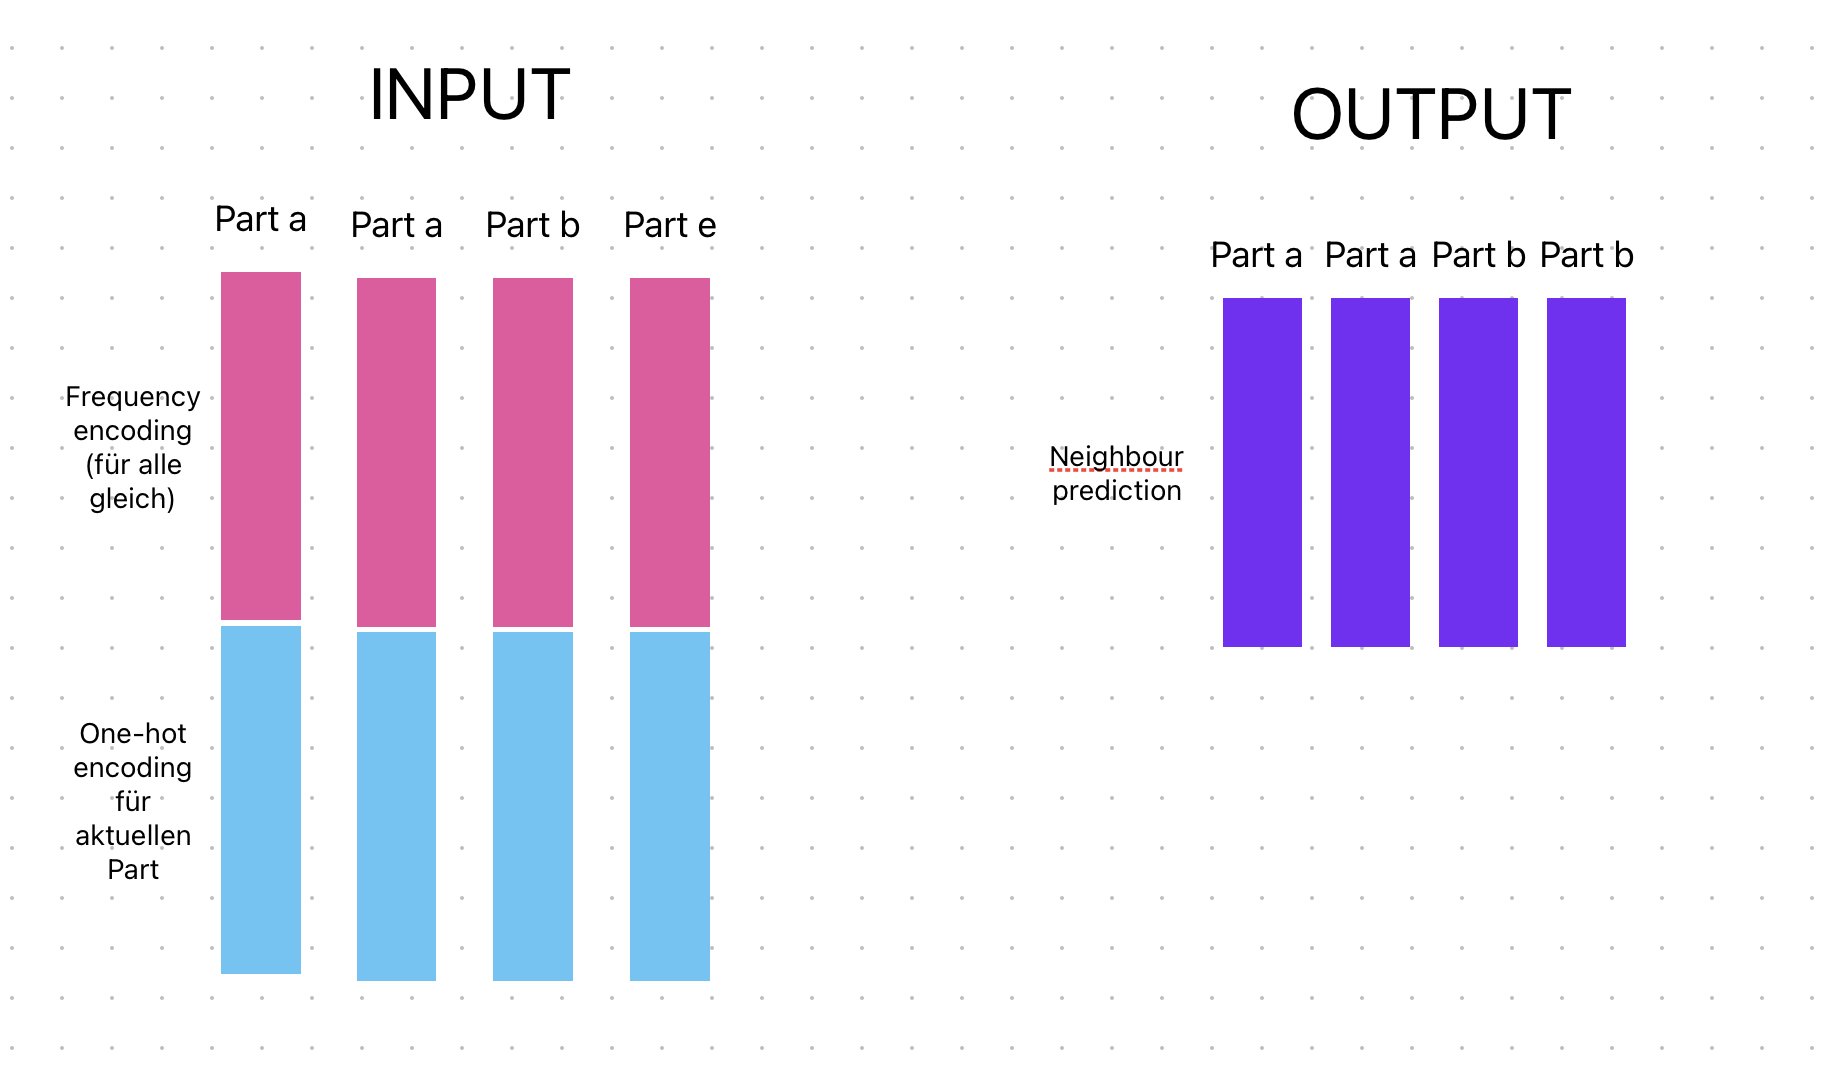 INPUT
Part a
Part a
Part b
Part e
Frequency
encoding
(für alle
gleich)
One-hot
encoding
für
aktuellen
Part
OUTPUT
Part a
Part a
Part b
Part b
Neighbour
prediction